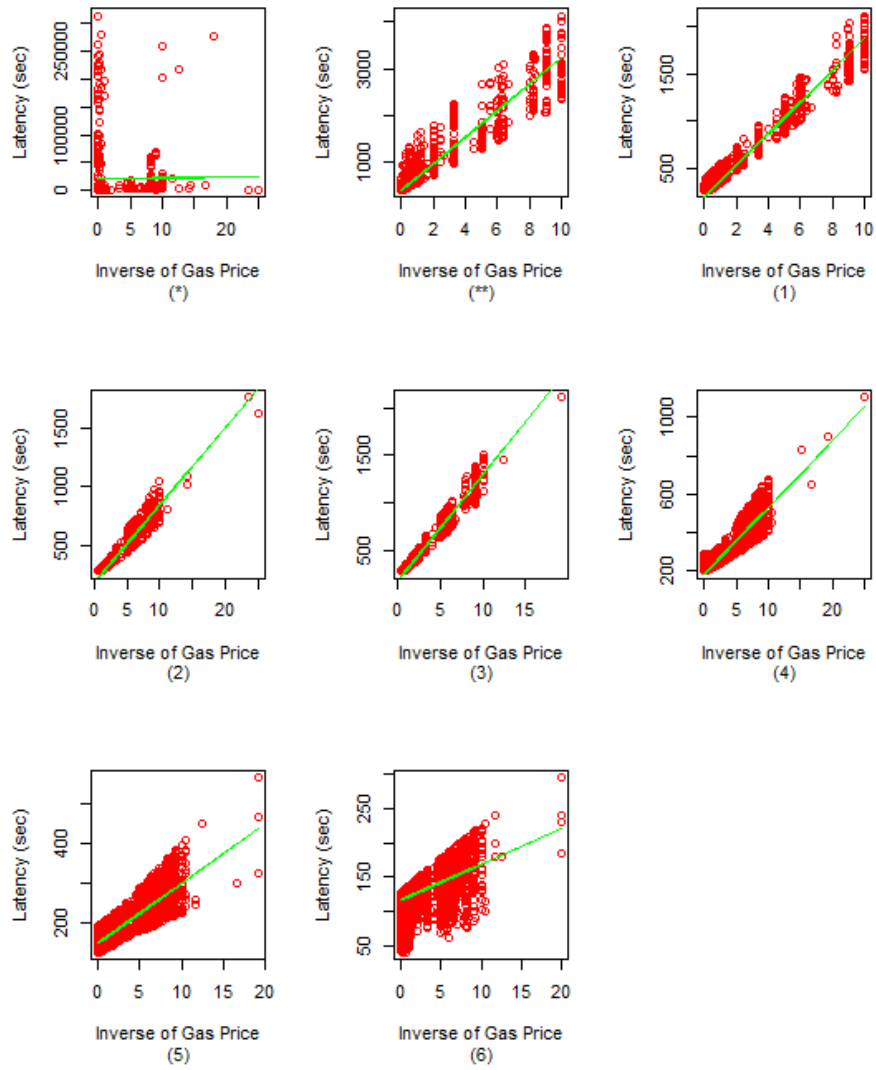 Latency (sec)
0 100000 250000
0 5 10 20
Inverse of Gas Price
(*)
Latency (sec)
1000 3000
0 2 4 6 8 10
Inverse of Gas Price
(**)
Latency (sec)
500 1500
0 2 4 6 8 10
Inverse of Gas Price
(1)
Latency (sec)
500 1000 1500
0 5 10 20
Inverse of Gas Price
(2)
Latency (sec)
500 1500
0 5 10 15
Inverse of Gas Price
(3)
Latency (sec)
200 600 1000
0 5 10 20
Inverse of Gas Price
(4)
Latency (sec)
200 400
0 5 10 15 20
Inverse of Gas Price
(5)
Latency (sec)
50 150 250
0 5 10 15 20
Inverse of Gas Price
(6)